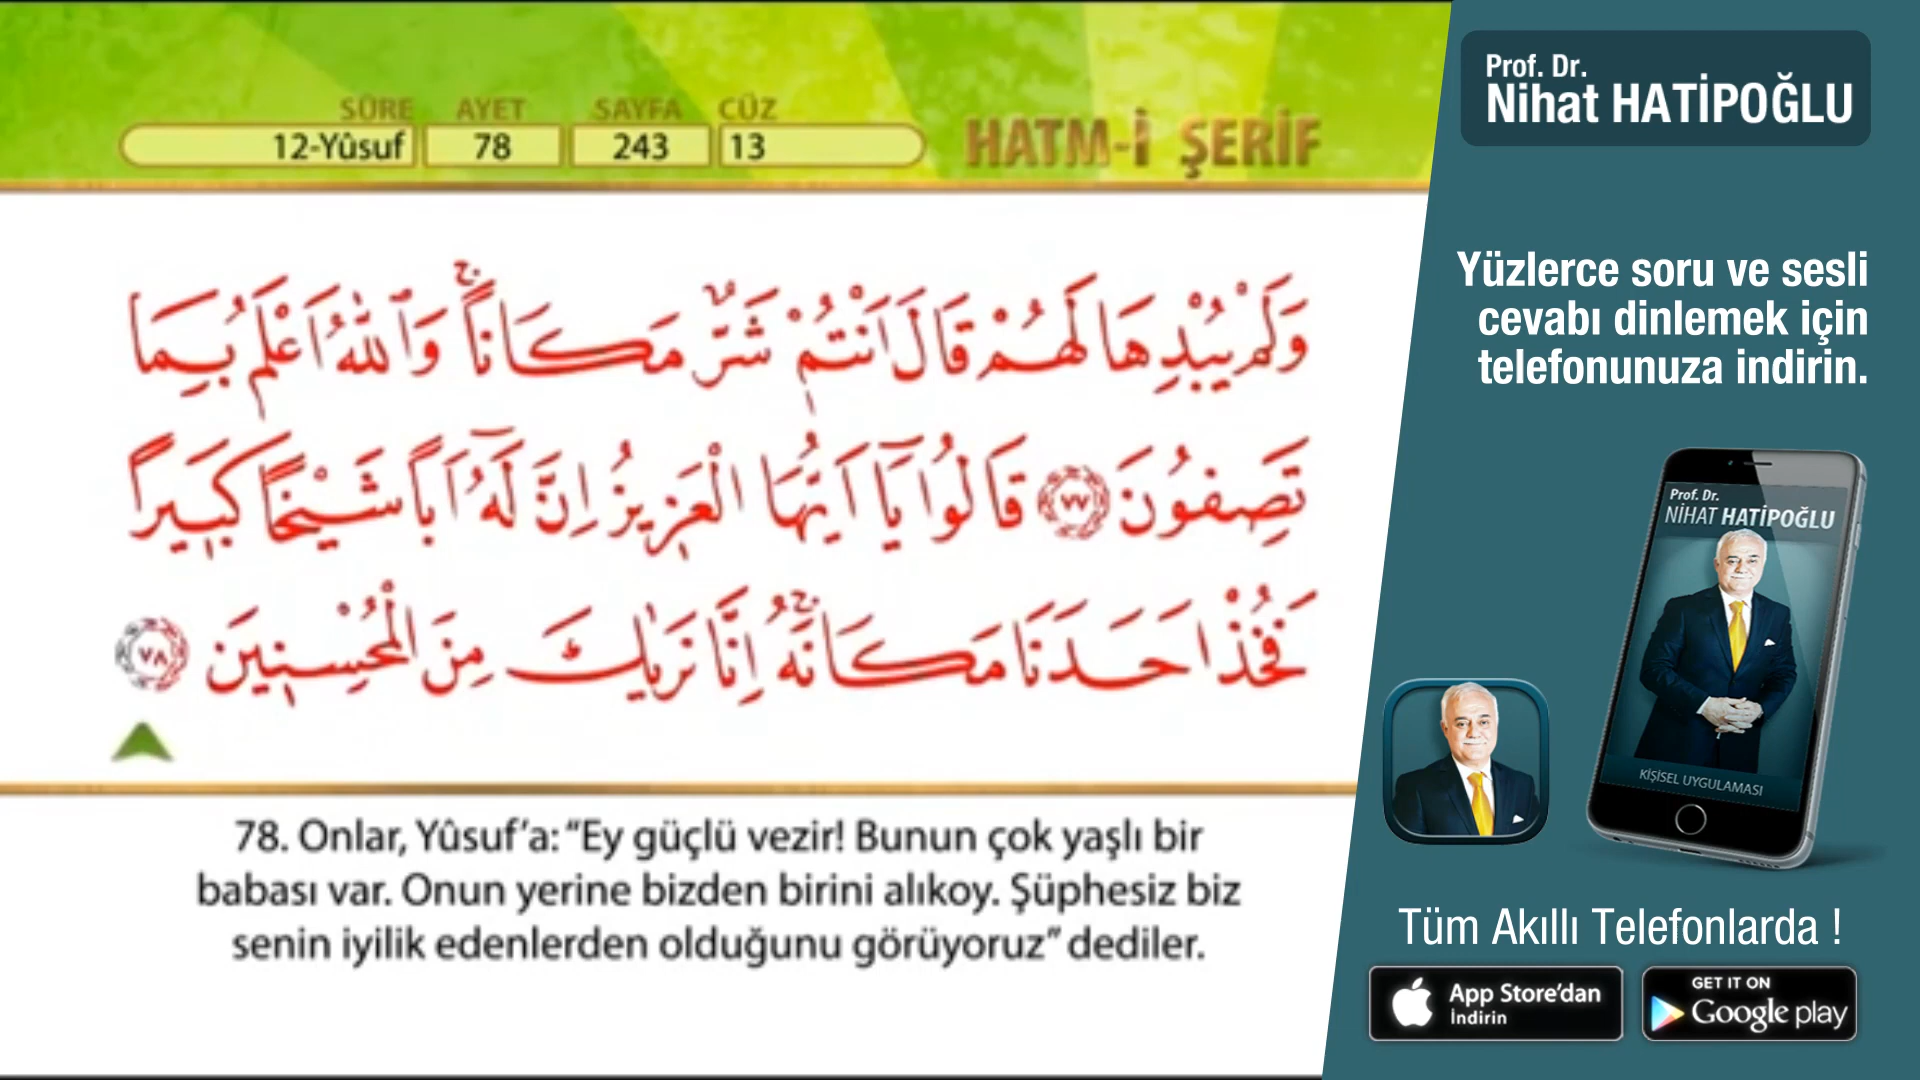 SÛRE AYET SAYFA CÜZ
12-Yûsuf 78 243 13
HATM-İ ŞERİF
وَلَمْ يُبْدِهَا لَهُمْ قَالَ اَنْتُمْ شَرٌّ مَكَانًاۚ وَاللّٰهُ اَعْلَمُ بِمَا
تَصِفُونَ ﴿٧٧﴾ قَالُوا يَٓا اَيُّهَا الْعَزِيزُ اِنَّ لَهُٓ اَبًا شَيْخًا كَبِيرًا
فَخُذْ اَحَدَنَا مَكَانَهُۚ اِنَّا نَرٰيكَ مِنَ الْمُحْسِنِينَ ﴿٧٨﴾
78. Onlar, Yûsuf’a: “Ey güçlü vezir! Bunun çok yaşlı bir
babası var. Onun yerine bizden birini alıkoy. Şüphesiz biz
senin iyilik edenlerden olduğunu görüyoruz” dediler.
Prof. Dr.
Nihat HATİPOĞLU
Yüzlerce soru ve sesli
cevabı dinlemek için
telefonunuza indirin.
Prof. Dr.
NİHAT HATİPOĞLU
KİŞİSEL UYGULAMASI
Tüm Akıllı Telefonlarda !
App Store’dan
İndirin
GET IT ON
Google play